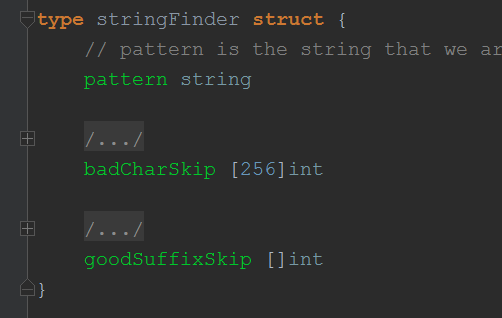 type stringFinder struct {
// pattern is the string that we ar
pattern string
/.../
badCharSkip [256]int
/.../
goodSuffixSkip []int
}